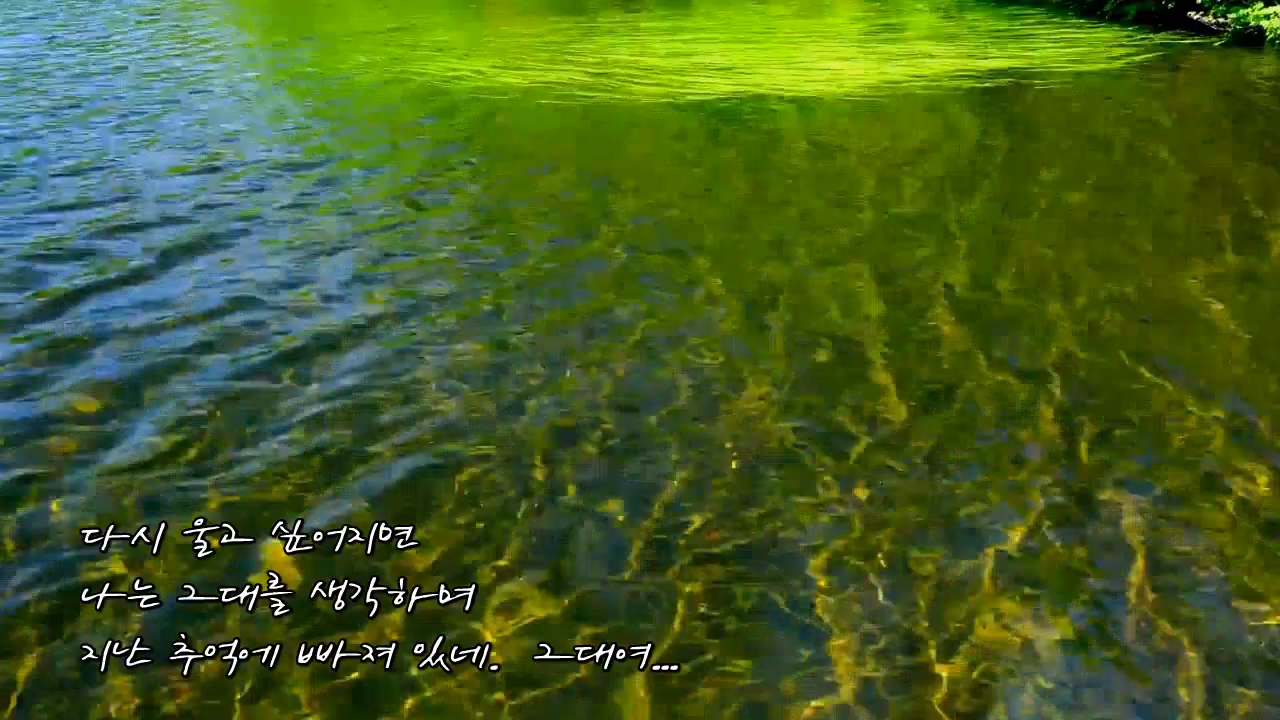 다시 울고 싶어지면
나는 그대를 생각하며
지난 추억에 빠져 있네. 그대여...